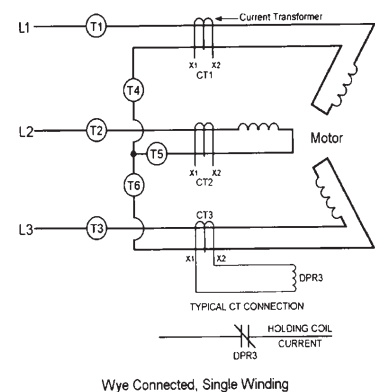 Current Transformer
L1 T1
X1 X2
CT1
T4
L2 T2
Motor
T5
X1 X2
CT2
T6
CT3
L3 T3
X1 X2
DPR3
TYPICAL CT CONNECTION
HOLDING COIL
CURRENT
DPR3
Wye Connected, Single Winding